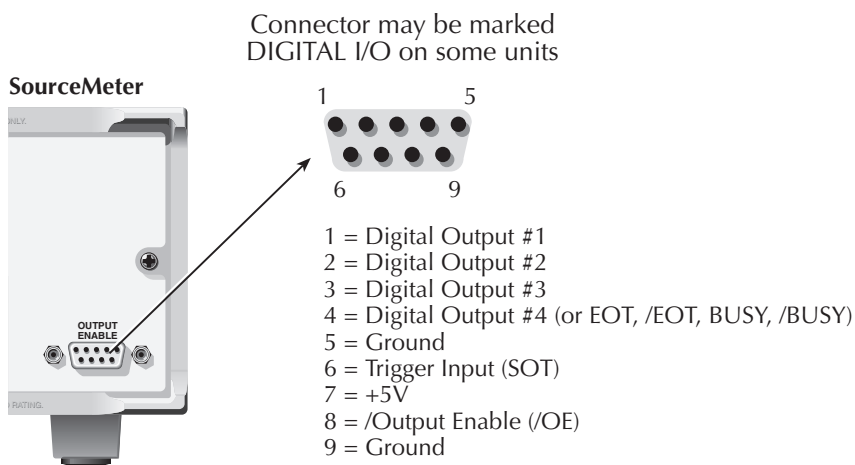 Connector may be marked
DIGITAL I/O on some units
SourceMeter
ONLY.
1 5
6 9
OUTPUT
ENABLE
RATING.
1 = Digital Output #1
2 = Digital Output #2
3 = Digital Output #3
4 = Digital Output #4 (or EOT, /EOT, BUSY, /BUSY)
5 = Ground
6 = Trigger Input (SOT)
7 = +5V
8 = /Output Enable (/OE)
9 = Ground